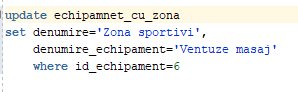 update echipamnet_cu_zona
set denumire='Zona sportivi',
denumire_echipament='Ventuze masaj'
where id_echipament=6